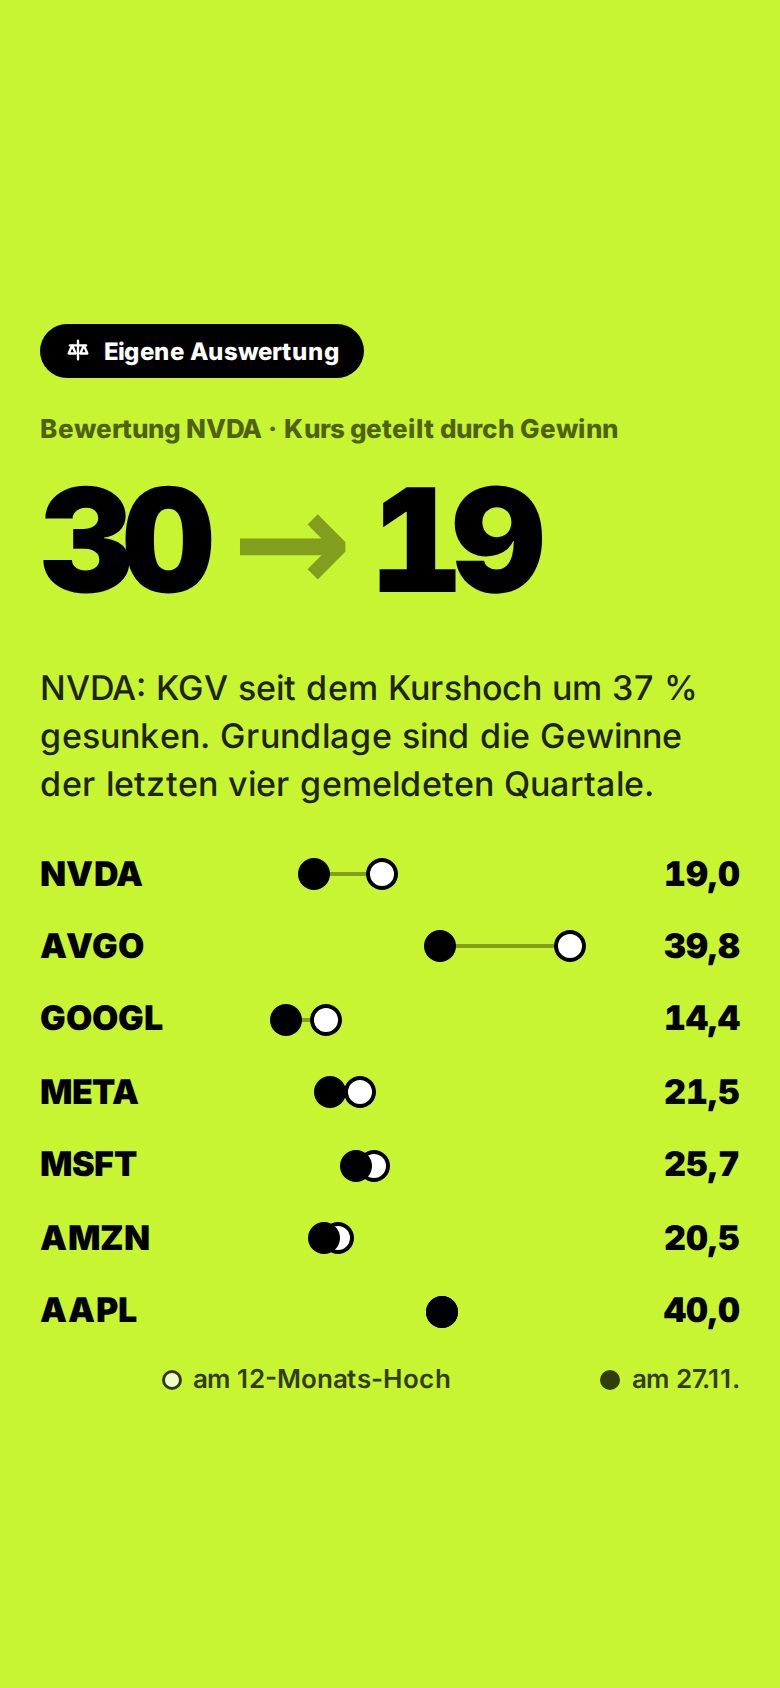 Eigene Auswertung
Bewertung NVDA · Kurs geteilt durch Gewinn
30 → 19
NVDA: KGV seit dem Kurshoch um 37 %
gesunken. Grundlage sind die Gewinne
der letzten vier gemeldeten Quartale.
NVDA 19,0
AVGO 39,8
GOOGL 14,4
META 21,5
MSFT 25,7
AMZN 20,5
AAPL 40,0
am 12-Monats-Hoch am 27.11.